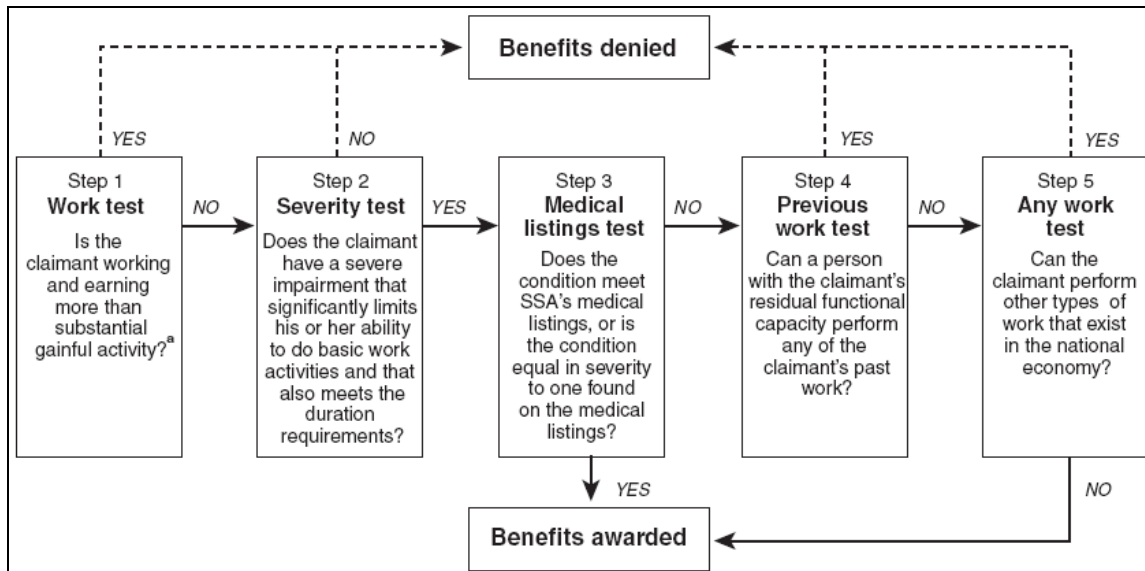 Benefits denied
YES
NO
YES
YES
Step 1
Work test
Is the
claimant working
and earning
more than
substantial
gainful activity?a
NO
Step 2
Severity test
Does the claimant
have a severe
impairment that
significantly limits
his or her ability
to do basic work
activities and that
also meets the
duration
requirements?
YES
Step 3
Medical
listings test
Does the
condition meet
SSA's medical
listings, or is
the condition
equal in severity
to one found
on the medical
listings?
NO
Step 4
Previous
work test
Can a person
with the claimant's
residual functional
capacity perform
any of the
claimant's past
work?
NO
Step 5
Any work
test
Can the
claimant perform
other types of
work that exist
in the national
economy?
YES
NO
Benefits awarded